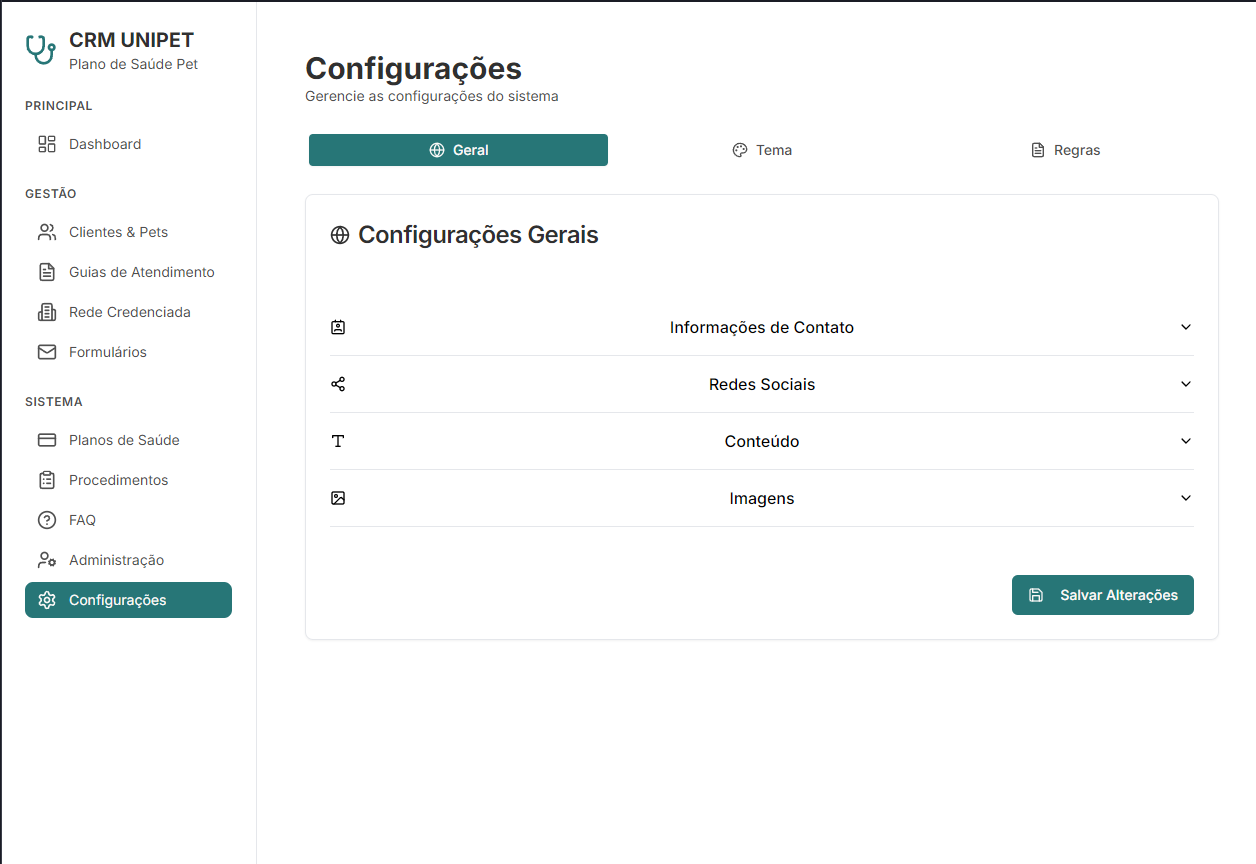 CRM UNIPET
Plano de Saúde Pet
PRINCIPAL
Dashboard
GESTÃO
Clientes & Pets
Guias de Atendimento
Rede Credenciada
Formulários
SISTEMA
Planos de Saúde
Procedimentos
FAQ
Administração
Configurações
Configurações
Gerencie as configurações do sistema
Geral
Tema
Regras
Configurações Gerais
Informações de Contato
Redes Sociais
Conteúdo
Imagens
Salvar Alterações